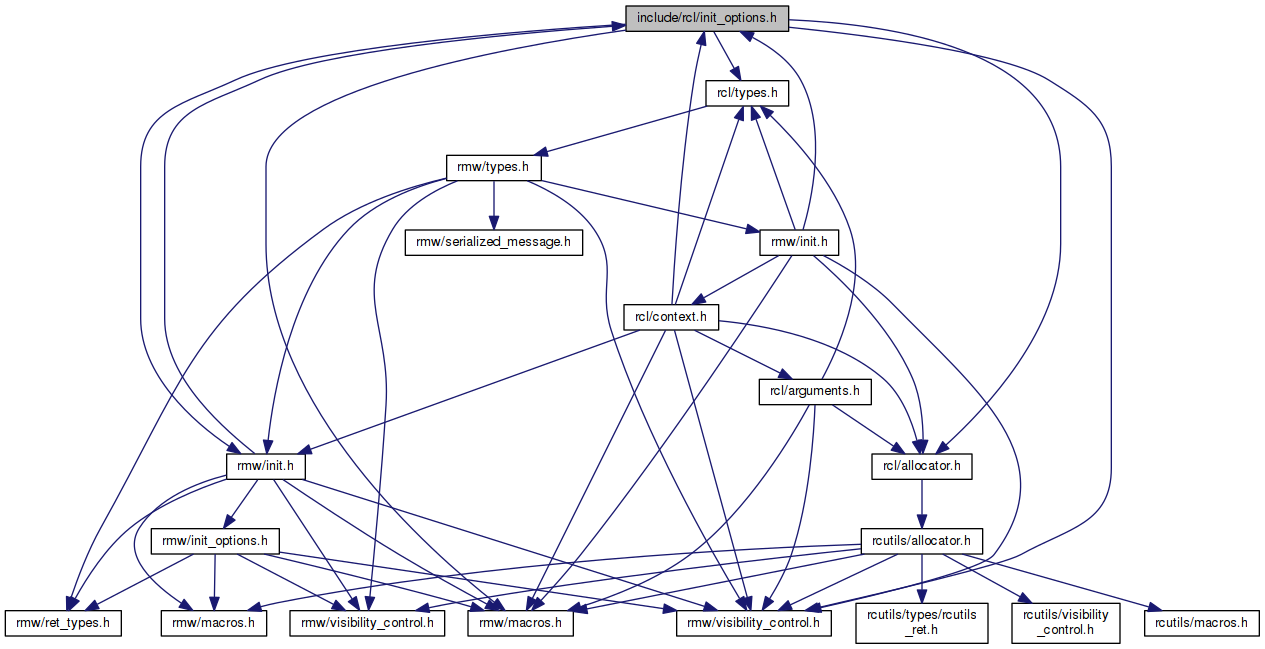 include/rcl/init_options.h
rcl/types.h
rmw/types.h
rmw/serialized_message.h
rmw/init.h
rcl/context.h
rcl/arguments.h
rmw/init.h
rcl/allocator.h
rmw/init_options.h
rcutils/allocator.h
rmw/ret_types.h
rmw/macros.h
rmw/visibility_control.h
rmw/macros.h
rmw/visibility_control.h
rcutils/types/rcutils
_ret.h
rcutils/visibility
_control.h
rcutils/macros.h